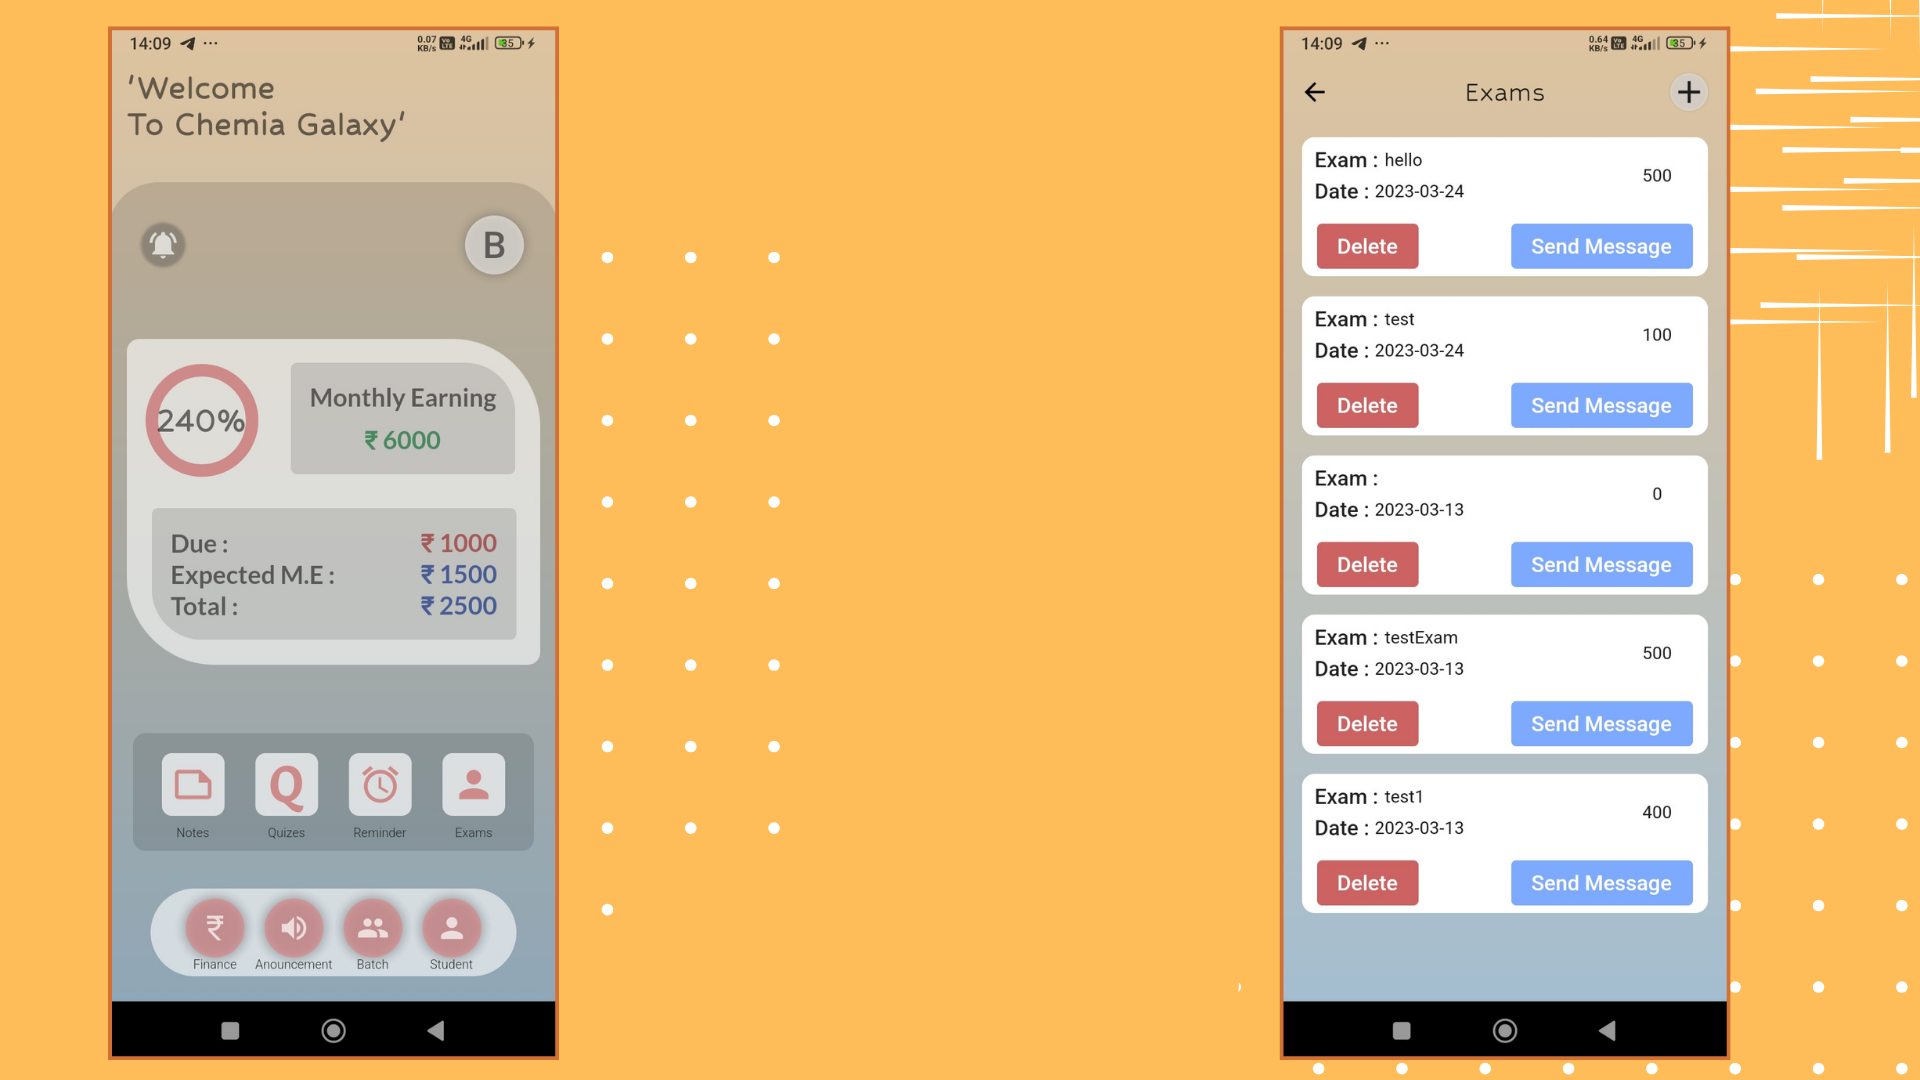 14:09 ... 0.07 KB/s Vo LTE 4G 35
'Welcome
To Chemia Galaxy'
B
240%
Monthly Earning
₹ 6000
Due : ₹ 1000
Expected M.E : ₹ 1500
Total : ₹ 2500
Q
Notes Quizes Reminder Exams
₹
Finance Anouncement Batch Student
14:09 ... 0.64 KB/s Vo LTE 4G 35
Exams
Exam : hello
500
Date : 2023-03-24
Delete Send Message
Exam : test
100
Date : 2023-03-24
Delete Send Message
Exam :
0
Date : 2023-03-13
Delete Send Message
Exam : testExam
500
Date : 2023-03-13
Delete Send Message
Exam : test1
400
Date : 2023-03-13
Delete Send Message